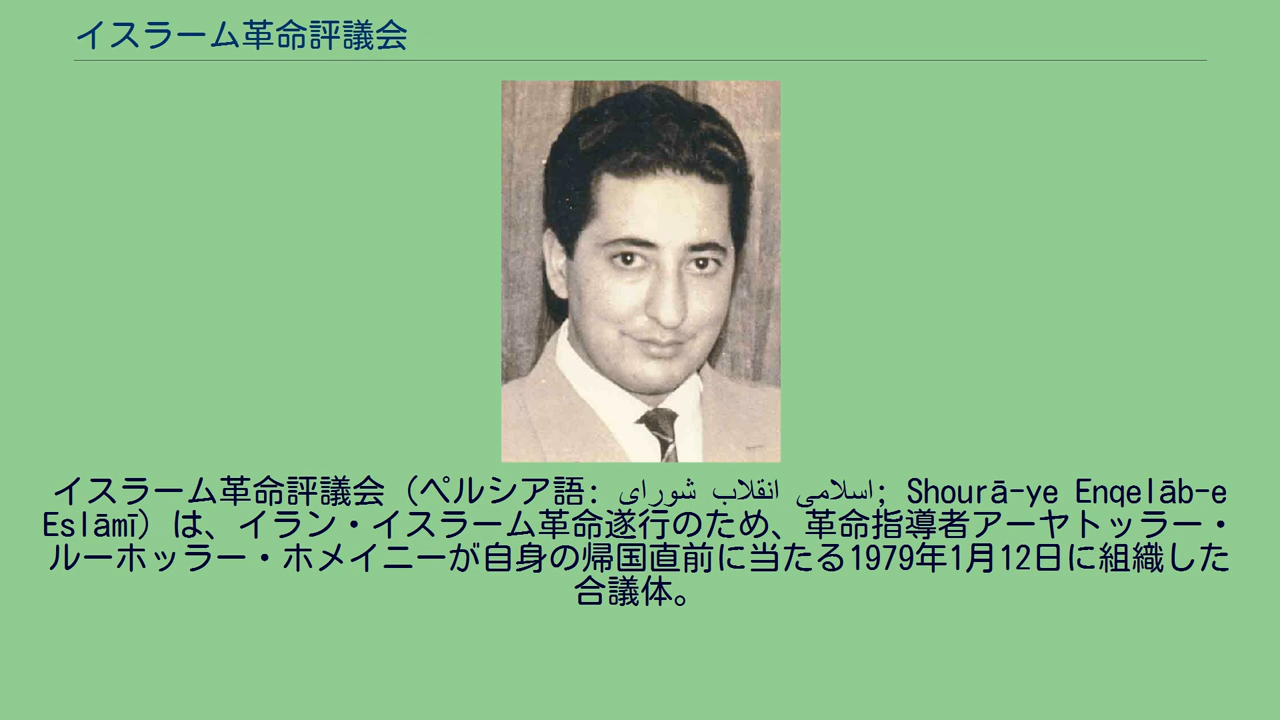 イスラーム革命評議会
イスラーム革命評議会（ペルシア語: شورای انقلاب اسلامی; Shourā-ye Enqelāb-e
Eslāmī）は、イラン・イスラーム革命遂行のため、革命指導者アーヤトッラー・
ルーホッラー・ホメイニーが自身の帰国直前に当たる1979年1月12日に組織した
合議体。